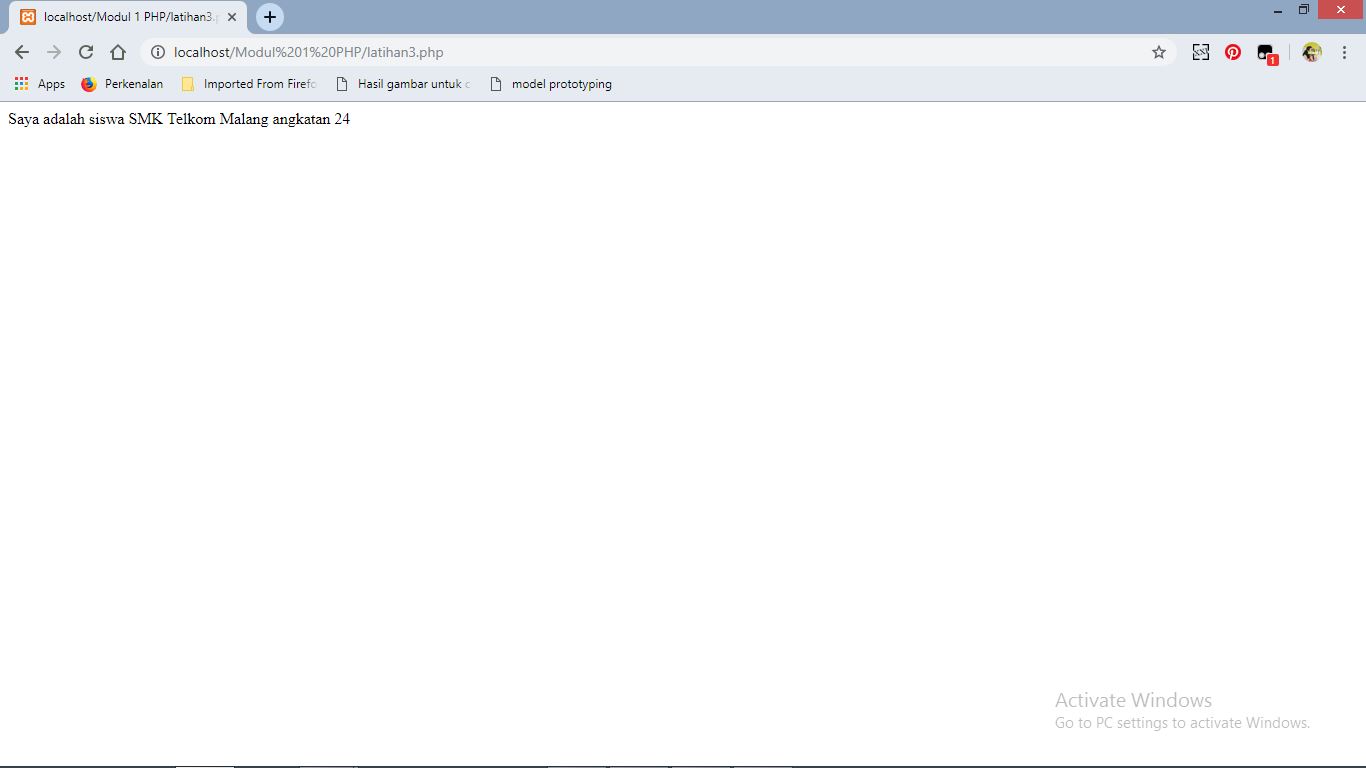 localhost/Modul 1 PHP/latihan3.p
localhost/Modul%201%20PHP/latihan3.php
1
Apps Perkenalan Imported From Firefo Hasil gambar untuk c model prototyping
Saya adalah siswa SMK Telkom Malang angkatan 24
Activate Windows
Go to PC settings to activate Windows.